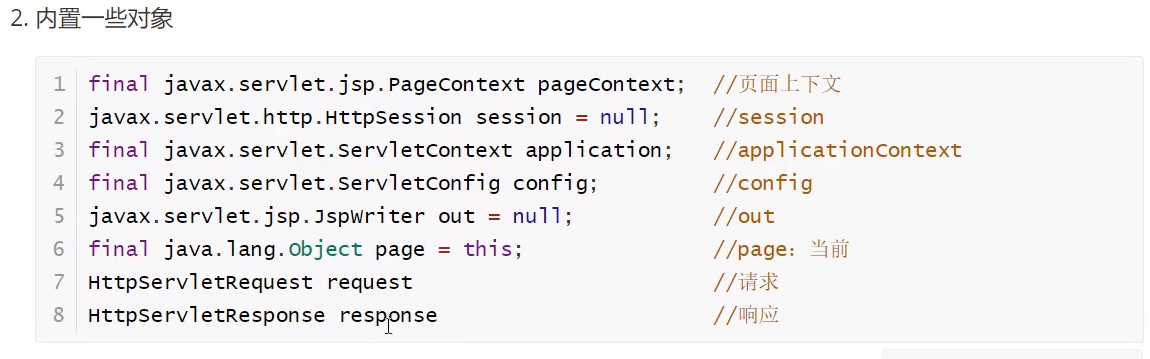 2. 内置一些对象
1 final javax.servlet.jsp.PageContext pageContext; //页面上下文
2 javax.servlet.http.HttpSession session = null; //session
3 final javax.servlet.ServletContext application; //applicationContext
4 final javax.servlet.ServletConfig config; //config
5 javax.servlet.jsp.JspWriter out = null; //out
6 final java.lang.Object page = this; //page：当前
7 HttpServletRequest request //请求
8 HttpServletResponse response //响应